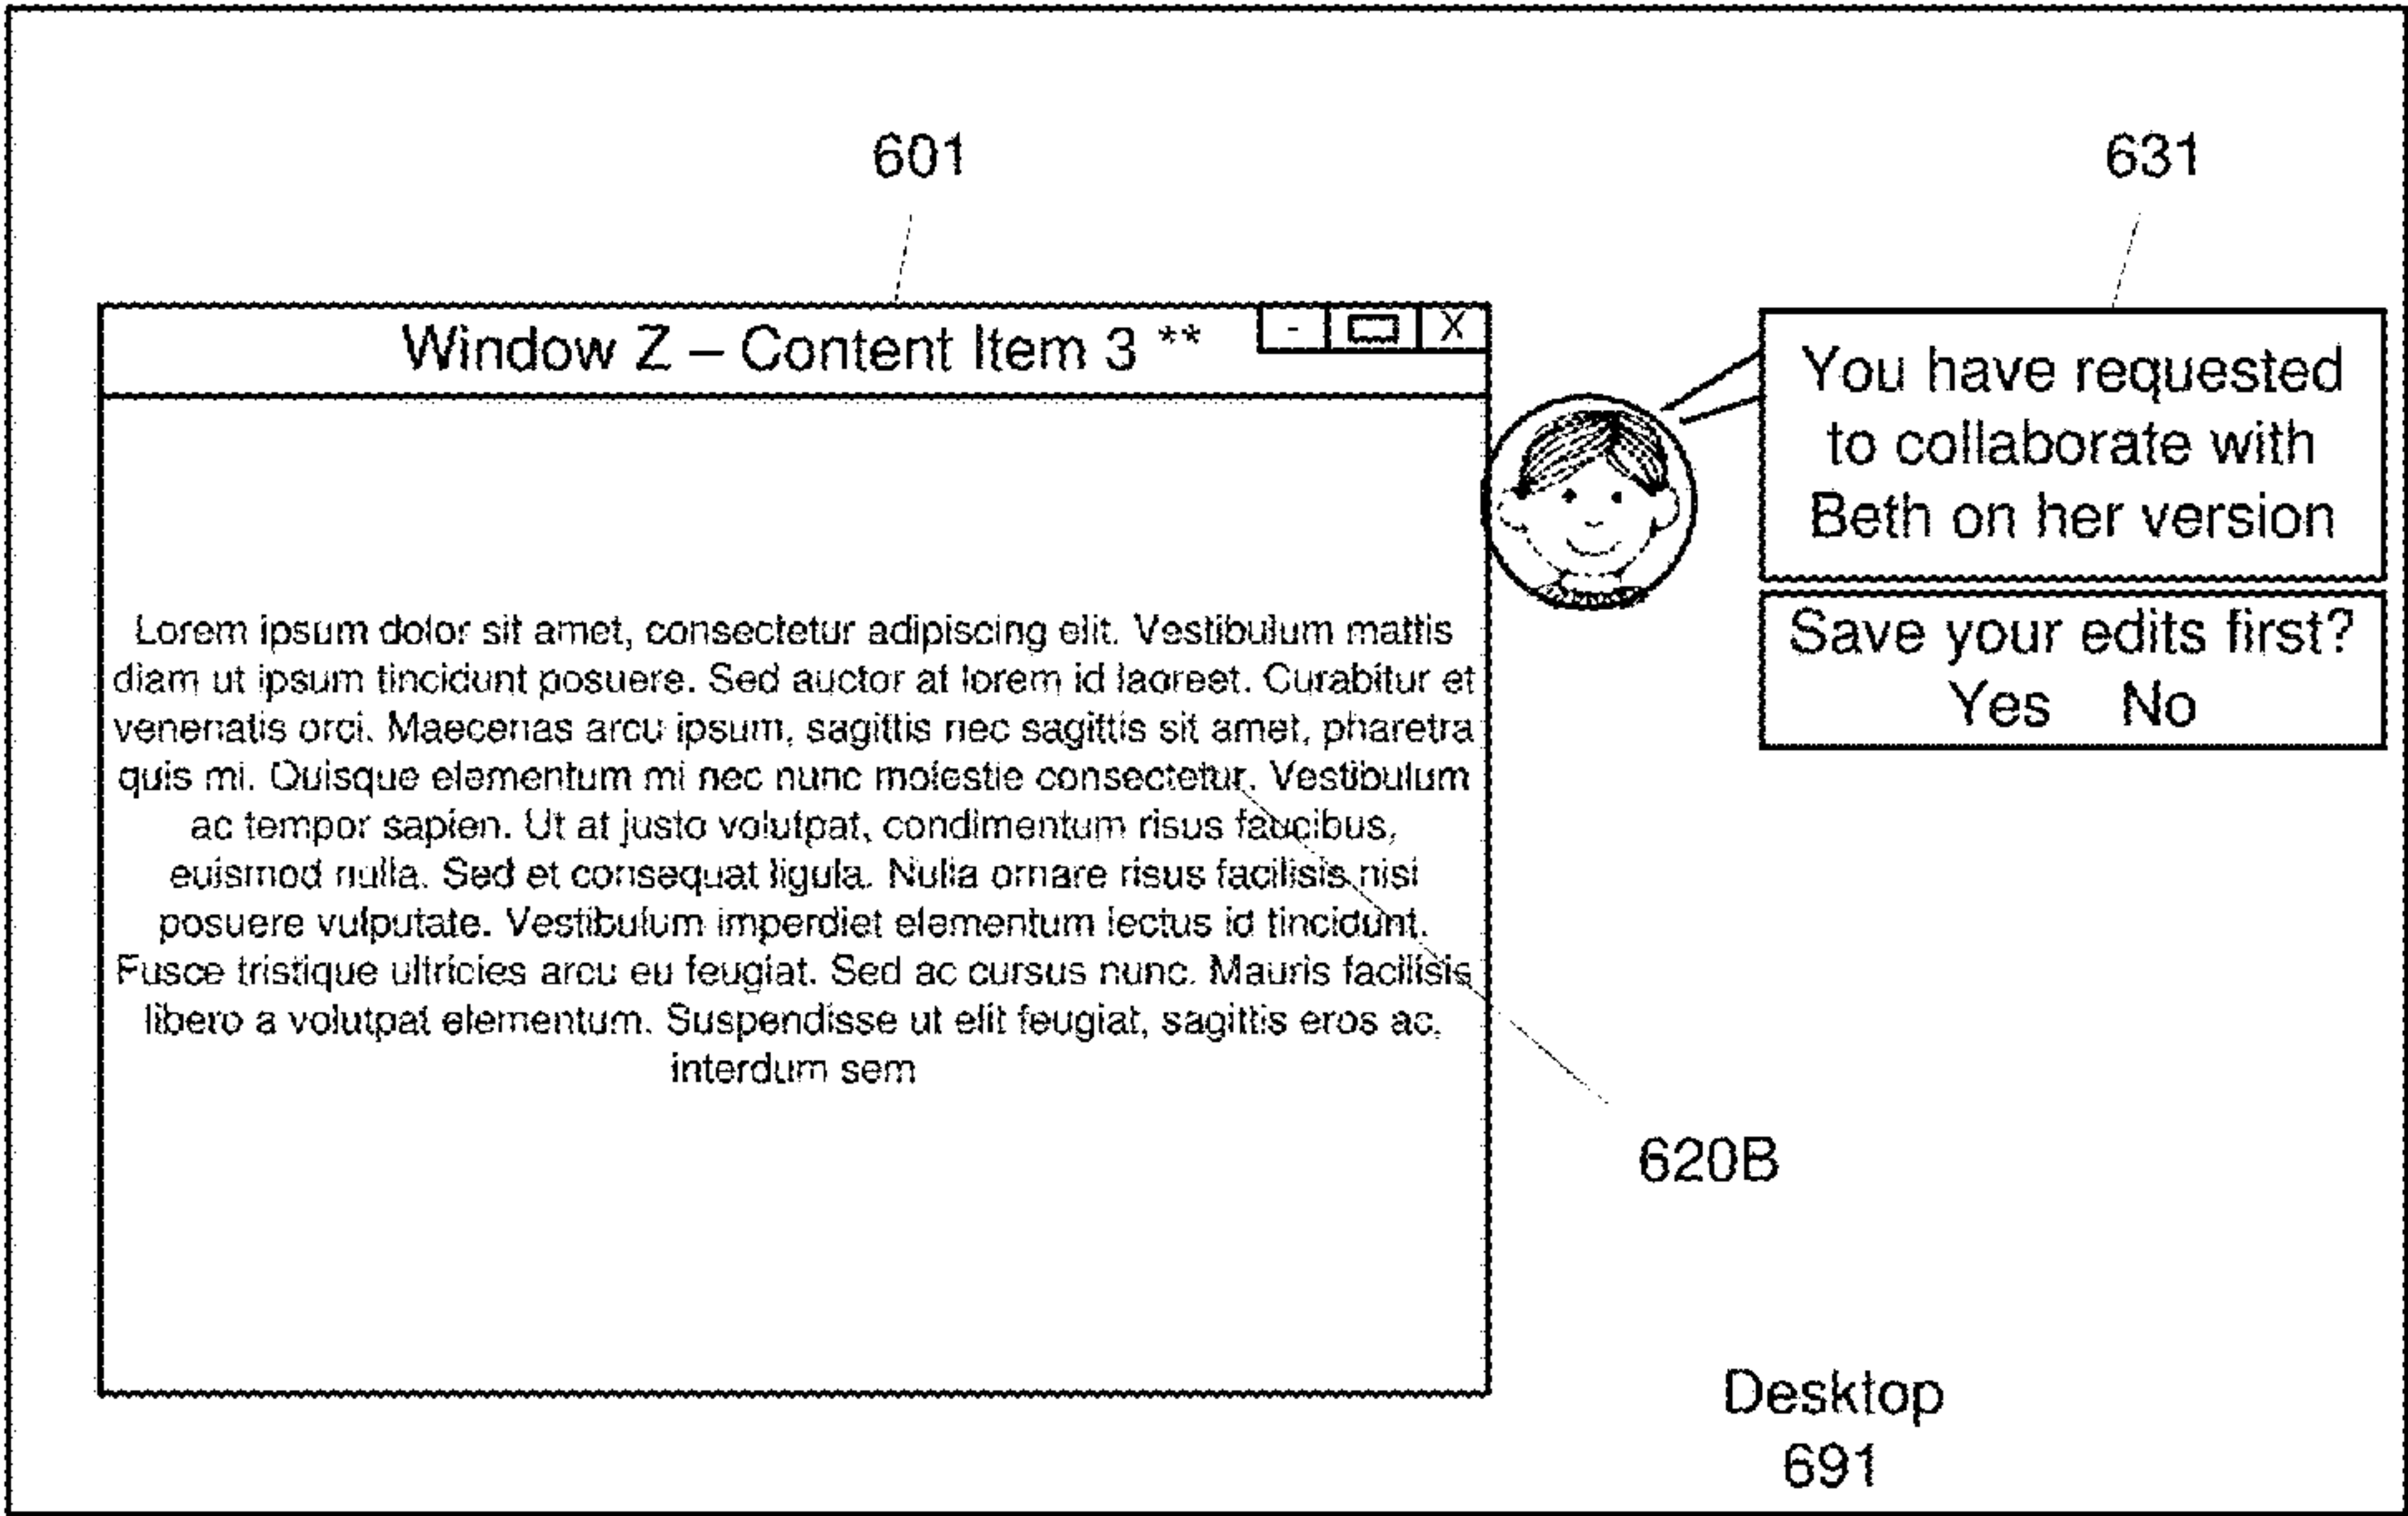 601
631
Window Z – Content Item 3 **
-
X
You have requested
to collaborate with
Beth on her version
Save your edits first?
Yes No
Lorem ipsum dolor sit amet, consectetur adipiscing elit. Vestibulum mattis
diam ut ipsum tincidunt posuere. Sed auctor at lorem id laoreet. Curabitur et
venenatis orci. Maecenas arcu ipsum, sagittis nec sagittis sit amet, pharetra
quis mi. Quisque elementum mi nec nunc molestie consectetur. Vestibulum
ac tempor sapien. Ut at justo volutpat, condimentum risus faucibus,
euismod nulla. Sed et consequat ligula. Nulla ornare risus facilisis nisl
posuere vulputate. Vestibulum imperdiet elementum lectus id tincidunt.
Fusce tristique ultricies arcu eu feugiat. Sed ac cursus nunc. Mauris facilisis
libero a volutpat elementum. Suspendisse ut elit feugiat, sagittis eros ac,
interdum sem
620B
Desktop
691